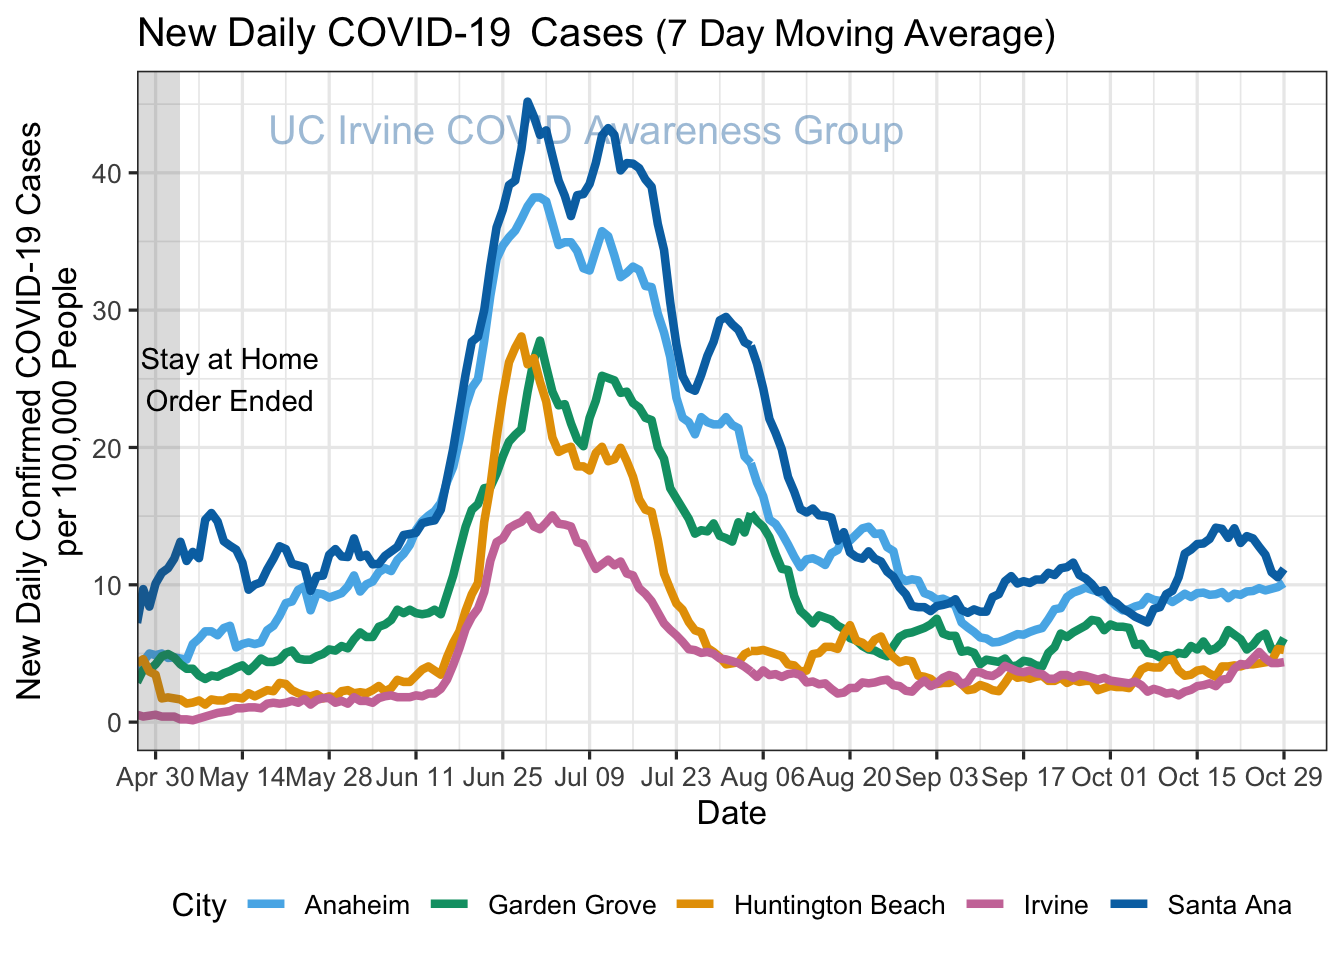 New Daily COVID-19 Cases (7 Day Moving Average)
UC Irvine COVID Awareness Group
New Daily Confirmed COVID-19 Cases
per 100,000 People
40
30
20
10
0
Stay at Home
Order Ended
Apr 30 May 14 May 28 Jun 11 Jun 25 Jul 09 Jul 23 Aug 06 Aug 20 Sep 03 Sep 17 Oct 01 Oct 15 Oct 29
Date
City Anaheim Garden Grove Huntington Beach Irvine Santa Ana